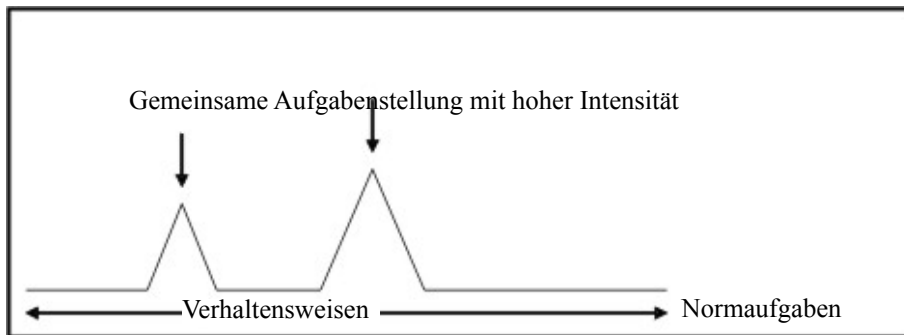 Gemeinsame Aufgabenstellung mit hoher Intensität
Verhaltensweisen
Normaufgaben